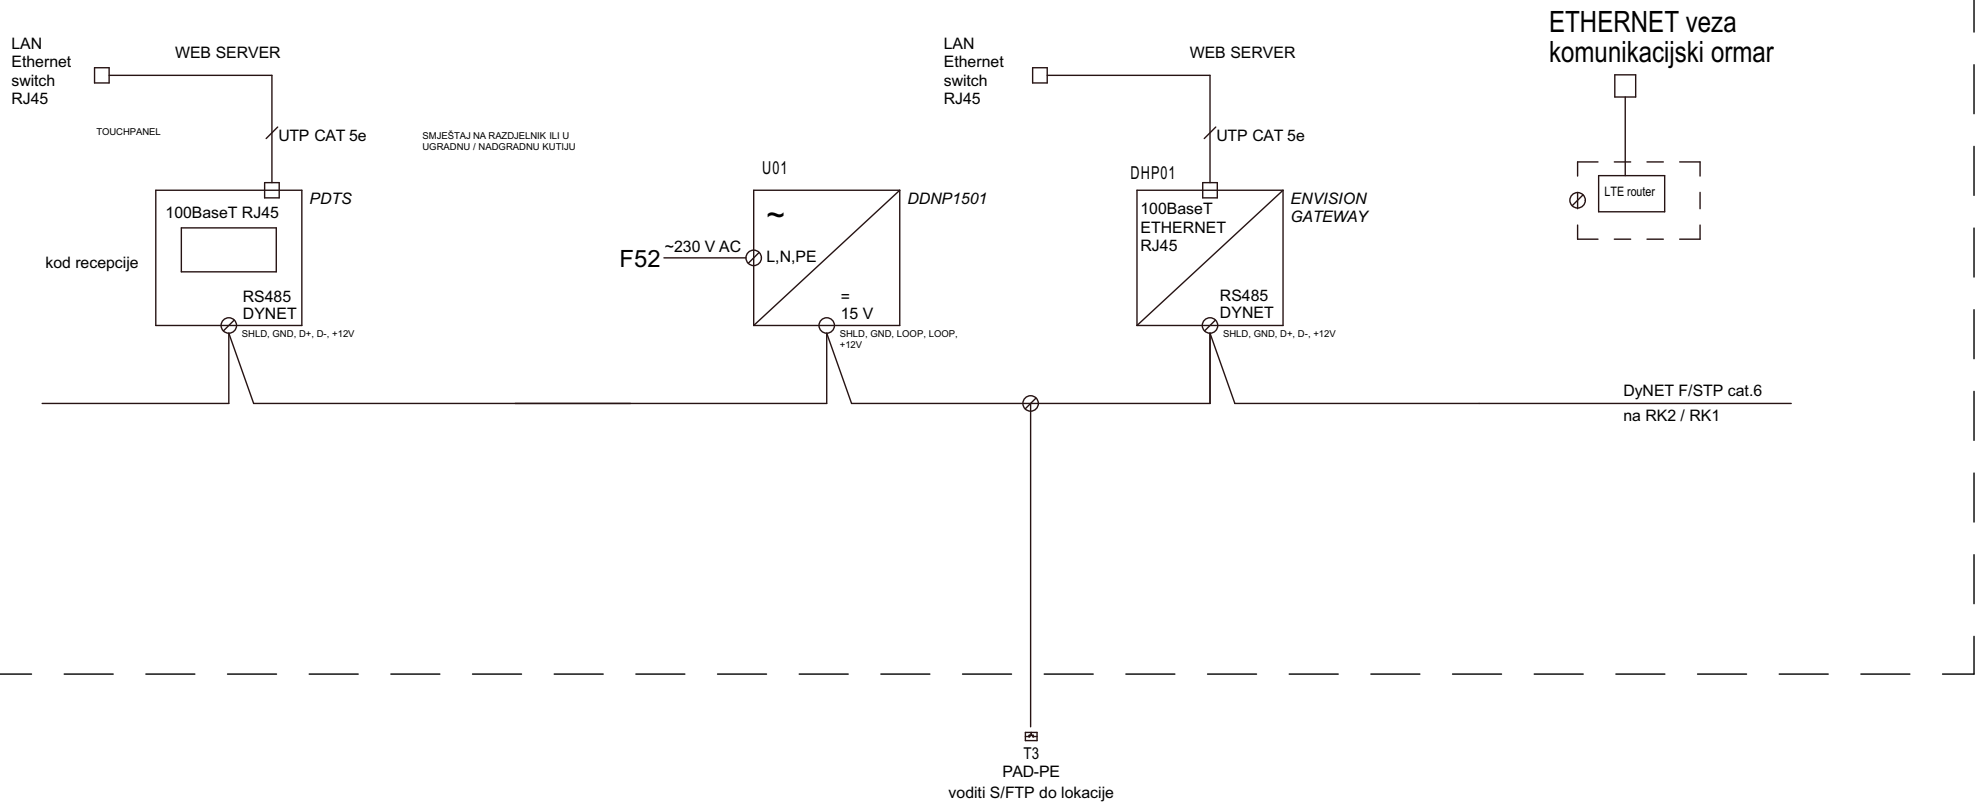 LAN
Ethernet
switch
RJ45
WEB SERVER
TOUCHPANEL
UTP CAT 5e
SMJEŠTAJ NA RAZDJELNIK ILI U
UGRADNU / NADGRADNU KUTIJU
PDTS
100BaseT RJ45
kod recepcije
RS485
DYNET
SHLD, GND, D+, D-, +12V
U01
DDNP1501
~
F52
~230 V AC
L,N,PE
=
15 V
SHLD, GND, LOOP, LOOP,
+12V
LAN
Ethernet
switch
RJ45
WEB SERVER
UTP CAT 5e
DHP01
ENVISION
GATEWAY
100BaseT
ETHERNET
RJ45
RS485
DYNET
SHLD, GND, D+, D-, +12V
ETHERNET veza
komunikacijski ormar
LTE router
DyNET F/STP cat.6
na RK2 / RK1
T3
PAD-PE
voditi S/FTP do lokacije